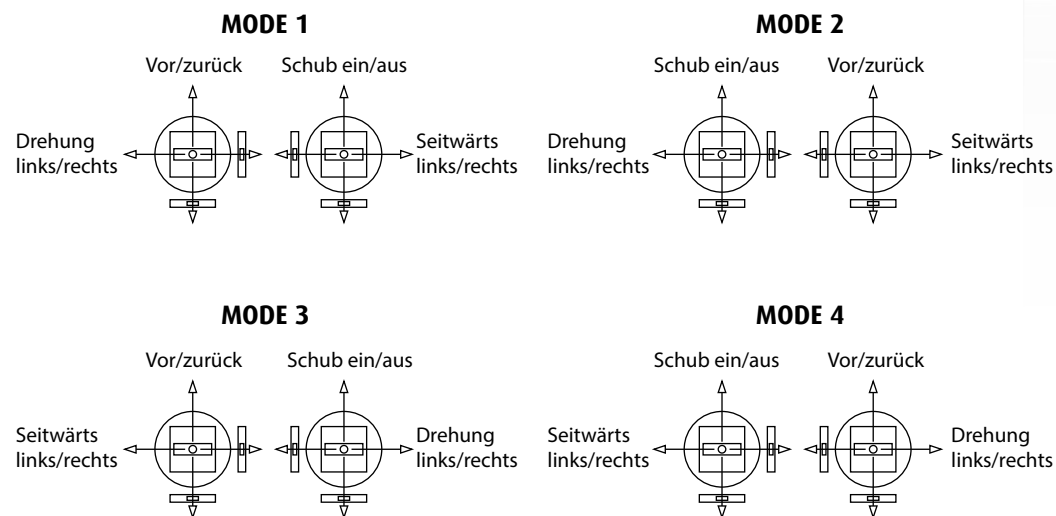 MODE 1
Vor/zurück
Schub ein/aus
Drehung
links/rechts
Seitwärts
links/rechts
MODE 2
Schub ein/aus
Vor/zurück
Drehung
links/rechts
Seitwärts
links/rechts
MODE 3
Vor/zurück
Schub ein/aus
Seitwärts
links/rechts
Drehung
links/rechts
MODE 4
Schub ein/aus
Vor/zurück
Seitwärts
links/rechts
Drehung
links/rechts